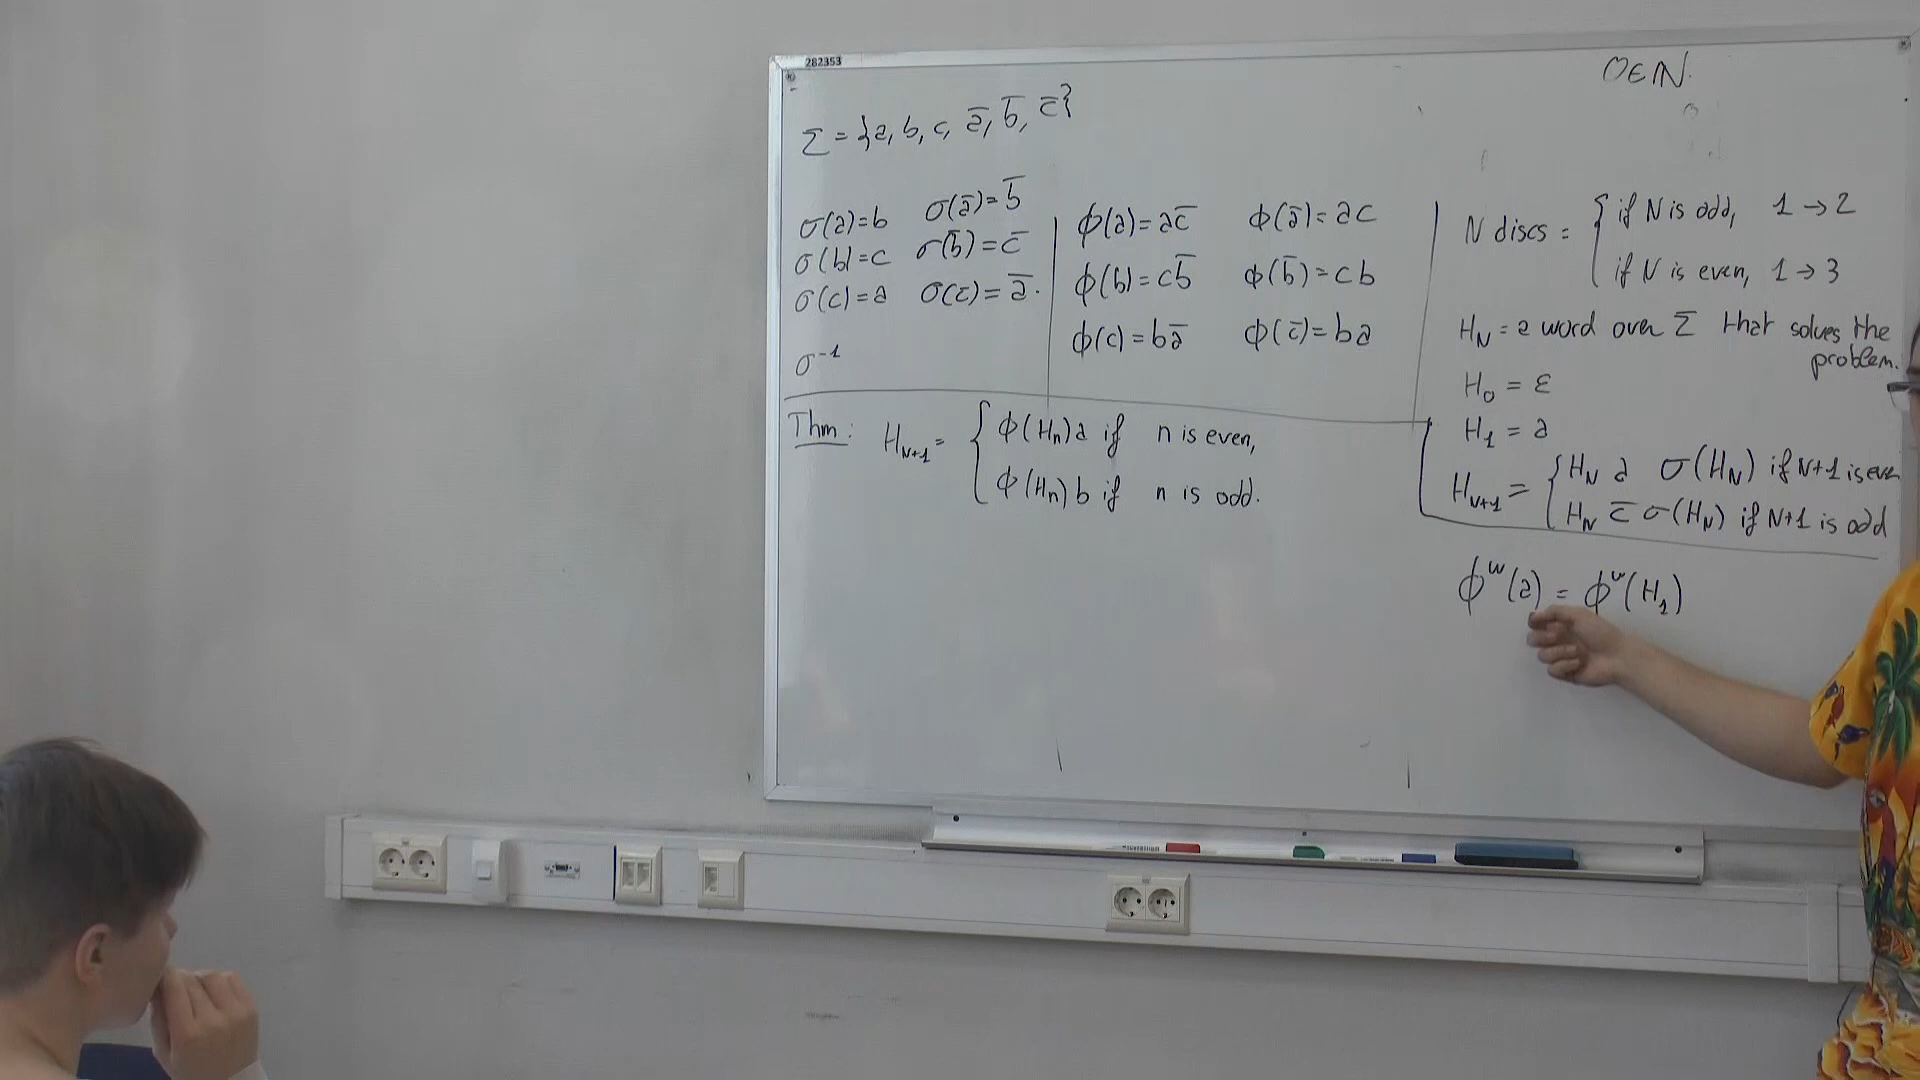 282353
0∈ℕ.
Σ = {a, b, c, a̅, b̅, c̅}
σ(a)=b σ(a̅)=b̅
σ(b)=c σ(b̅)=c̅
σ(c)=a σ(c̅)=a̅.
σ⁻¹
ϕ(a)=ac̅ ϕ(a̅)=ac
ϕ(b)=cb̅ ϕ(b̅)=cb
ϕ(c)=ba̅ ϕ(c̅)=ba
N discs = { if N is odd, 1→2
if N is even, 1→3
H_N = a word over Σ that solves the
problem.
H₀ = ε
H₁ = a
H_{N+1} = { H_N a σ(H_N) if N+1 is even
H_N c̅ σ(H_N) if N+1 is odd
Thm: H_{N+1} = { ϕ(H_n)a if n is even,
ϕ(H_n)b if n is odd.
ϕ^ω(a) = ϕ^ω(H₁)